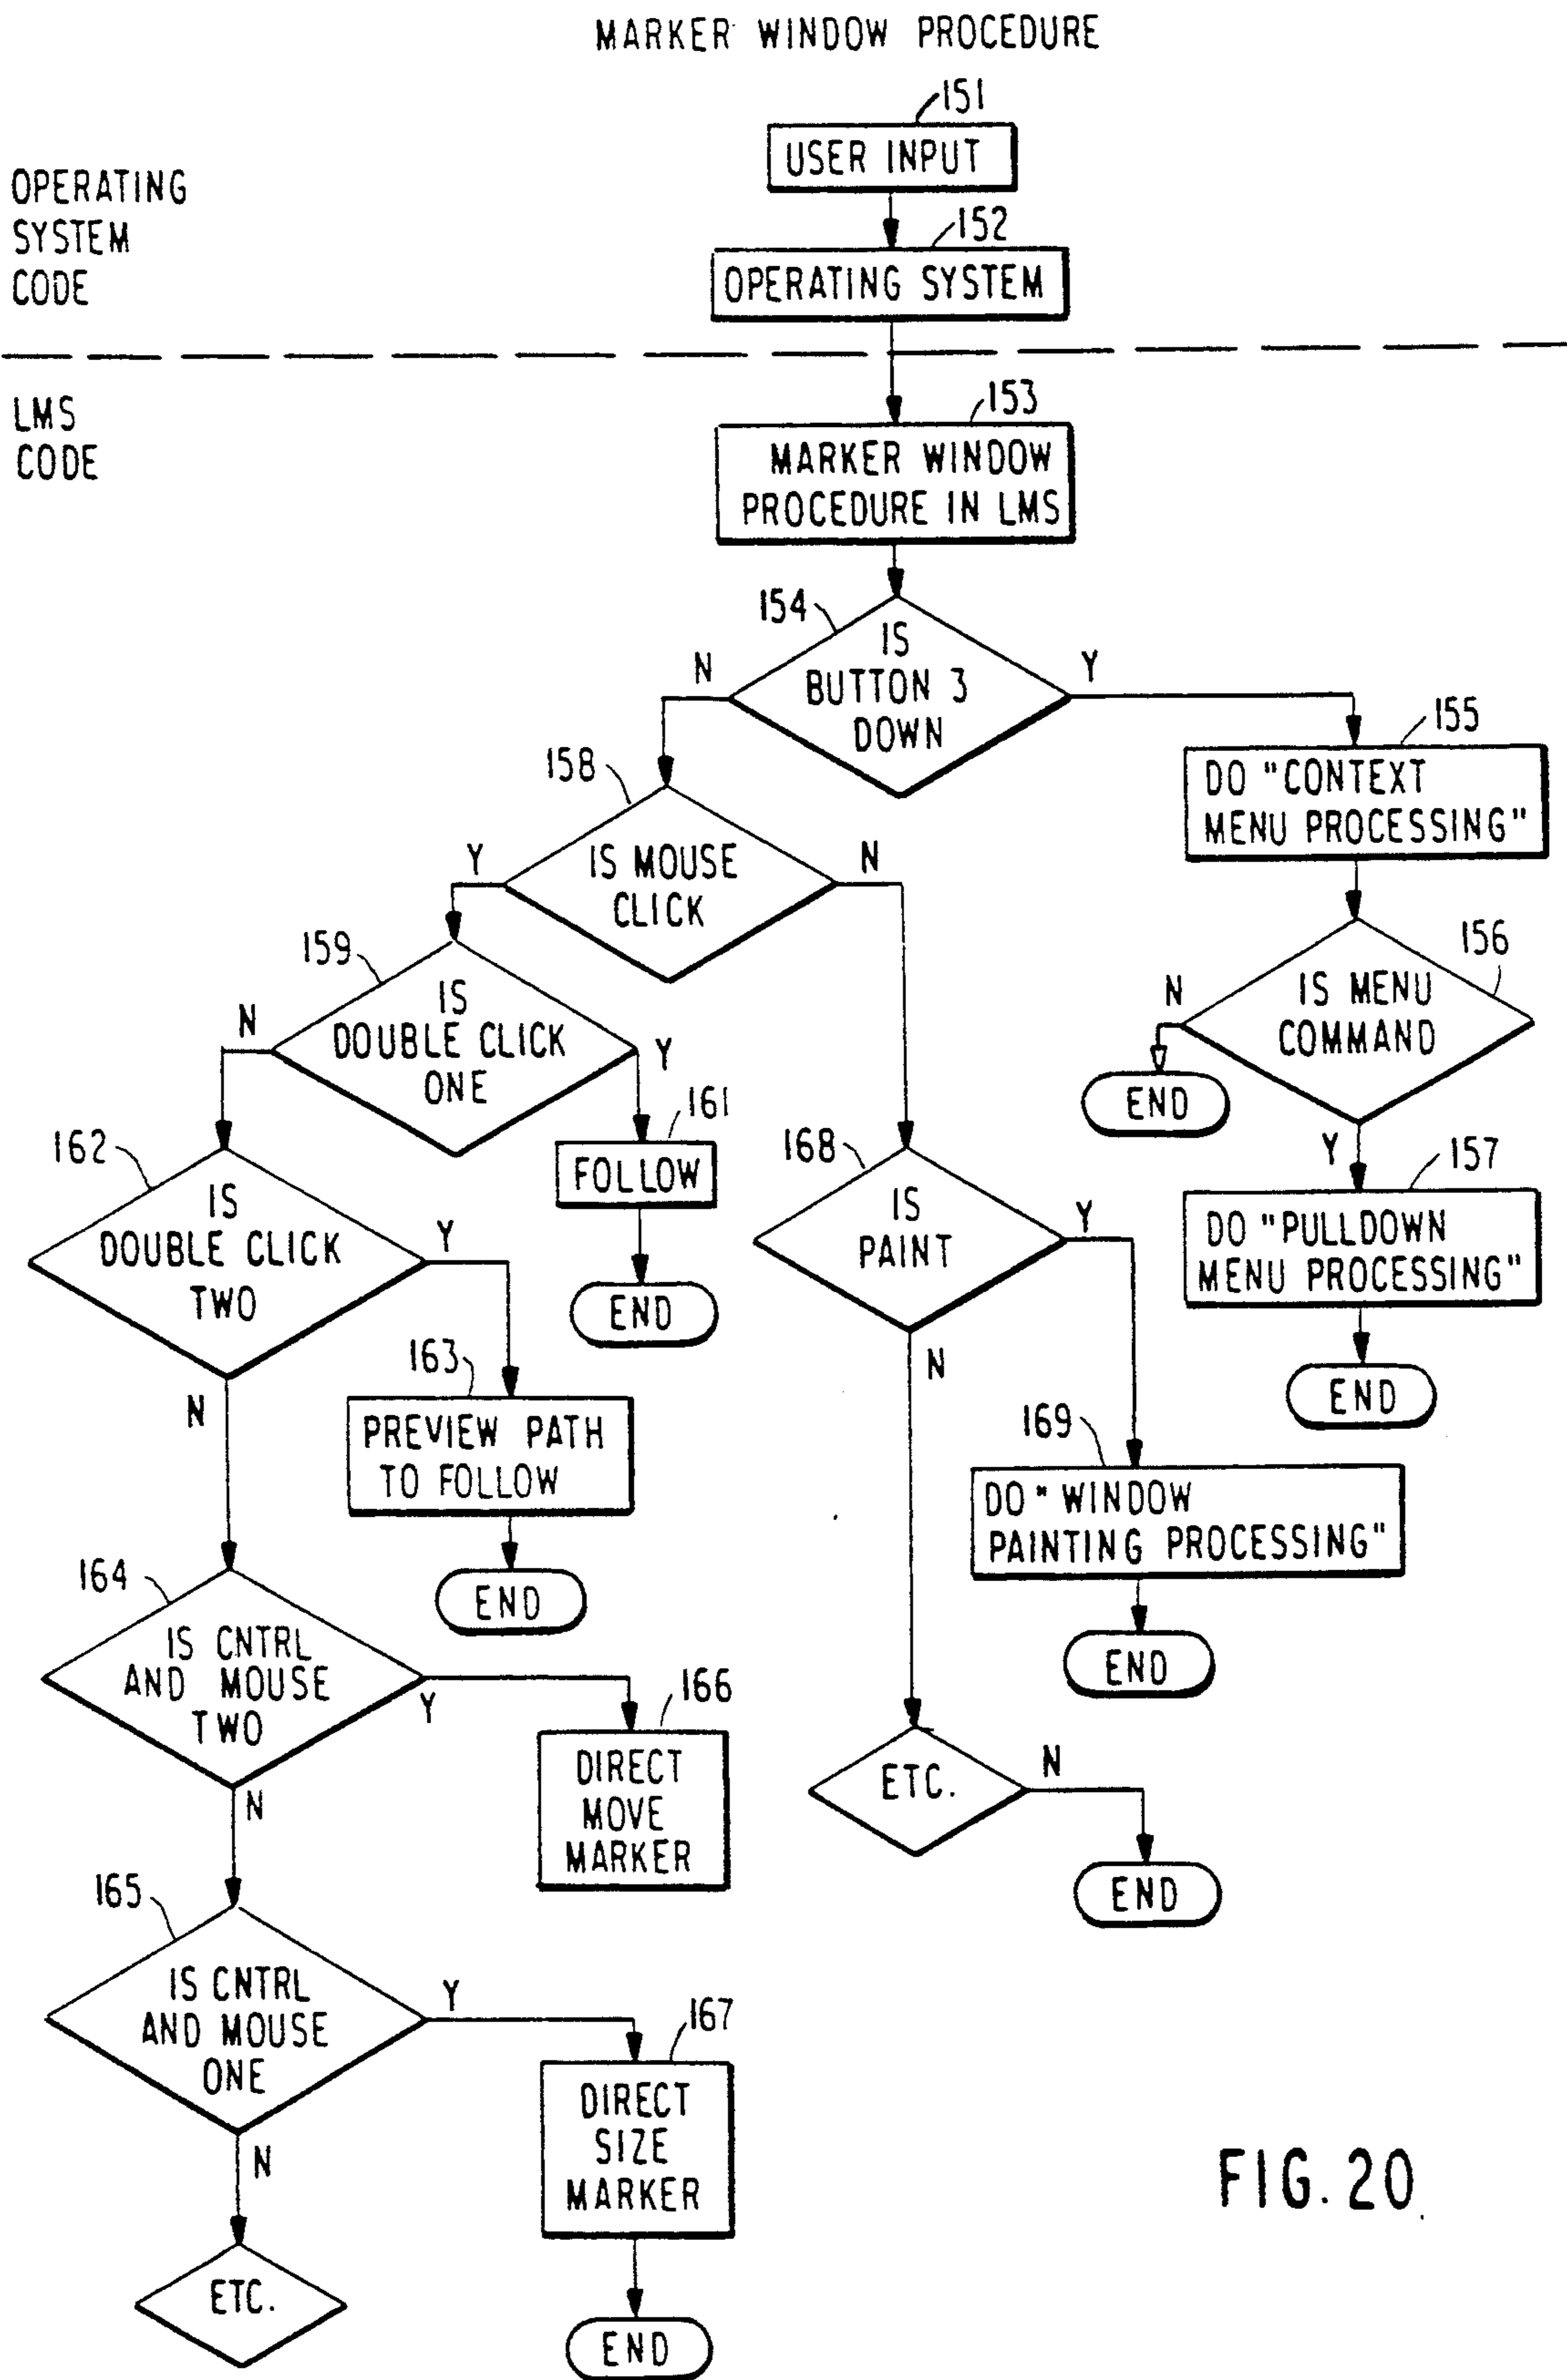 MARKER WINDOW PROCEDURE
151
USER INPUT
OPERATING
SYSTEM
CODE
152
OPERATING SYSTEM
LMS
CODE
153
MARKER WINDOW
PROCEDURE IN LMS
154
IS
BUTTON 3
DOWN
N
Y
155
DO "CONTEXT
MENU PROCESSING"
158
IS MOUSE
CLICK
Y
N
156
IS MENU
COMMAND
N
END
Y
157
DO "PULLDOWN
MENU PROCESSING"
END
159
IS
DOUBLE CLICK
ONE
N
Y
161
FOLLOW
END
162
IS
DOUBLE CLICK
TWO
Y
N
163
PREVIEW PATH
TO FOLLOW
END
168
IS
PAINT
Y
N
169
DO "WINDOW
PAINTING PROCESSING"
END
ETC.
N
END
164
IS CNTRL
AND MOUSE
TWO
Y
N
166
DIRECT
MOVE
MARKER
165
IS CNTRL
AND MOUSE
ONE
Y
N
167
DIRECT
SIZE
MARKER
END
ETC.
FIG. 20